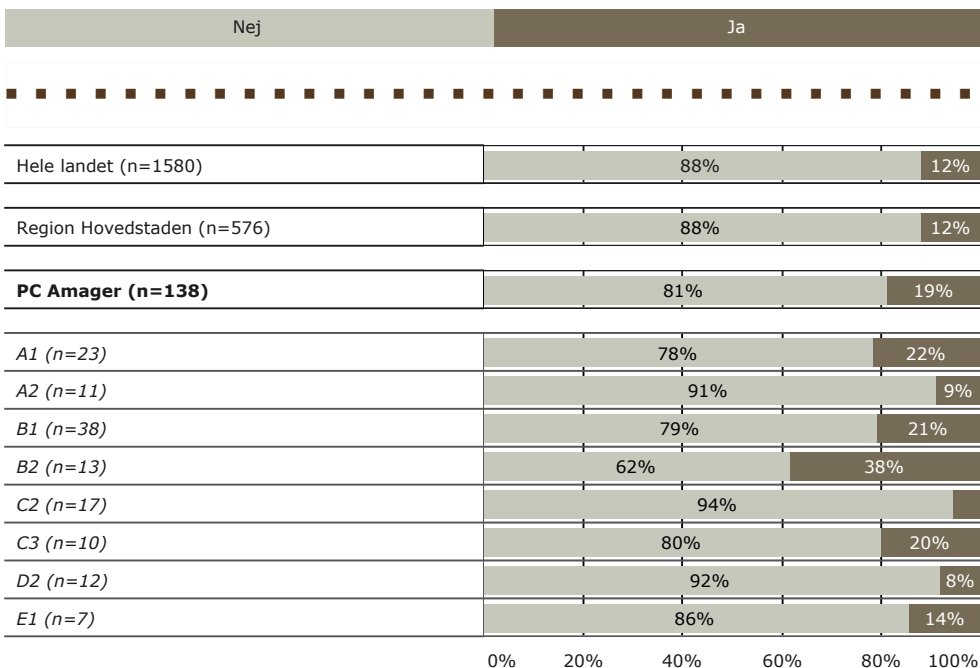 Nej Ja
Hele landet (n=1580) 88% 12%
Region Hovedstaden (n=576) 88% 12%
PC Amager (n=138) 81% 19%
A1 (n=23) 78% 22%
A2 (n=11) 91% 9%
B1 (n=38) 79% 21%
B2 (n=13) 62% 38%
C2 (n=17) 94%
C3 (n=10) 80% 20%
D2 (n=12) 92% 8%
E1 (n=7) 86% 14%
0% 20% 40% 60% 80% 100%